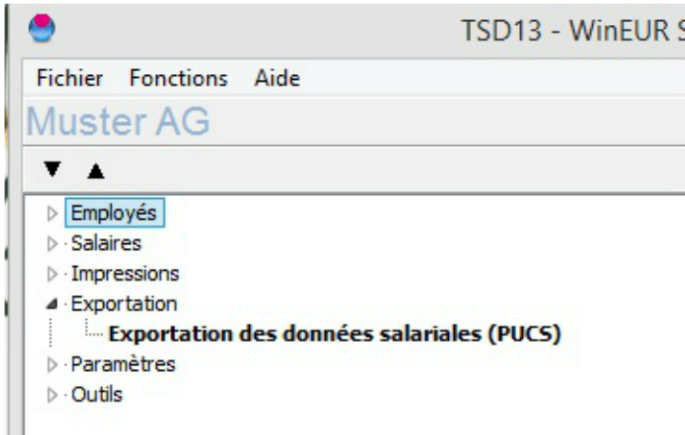 TSD13 - WinEUR S
Fichier Fonctions Aide
Muster AG
Employés
Salaires
Impressions
Exportation
Exportation des données salariales (PUCS)
Paramètres
Outils